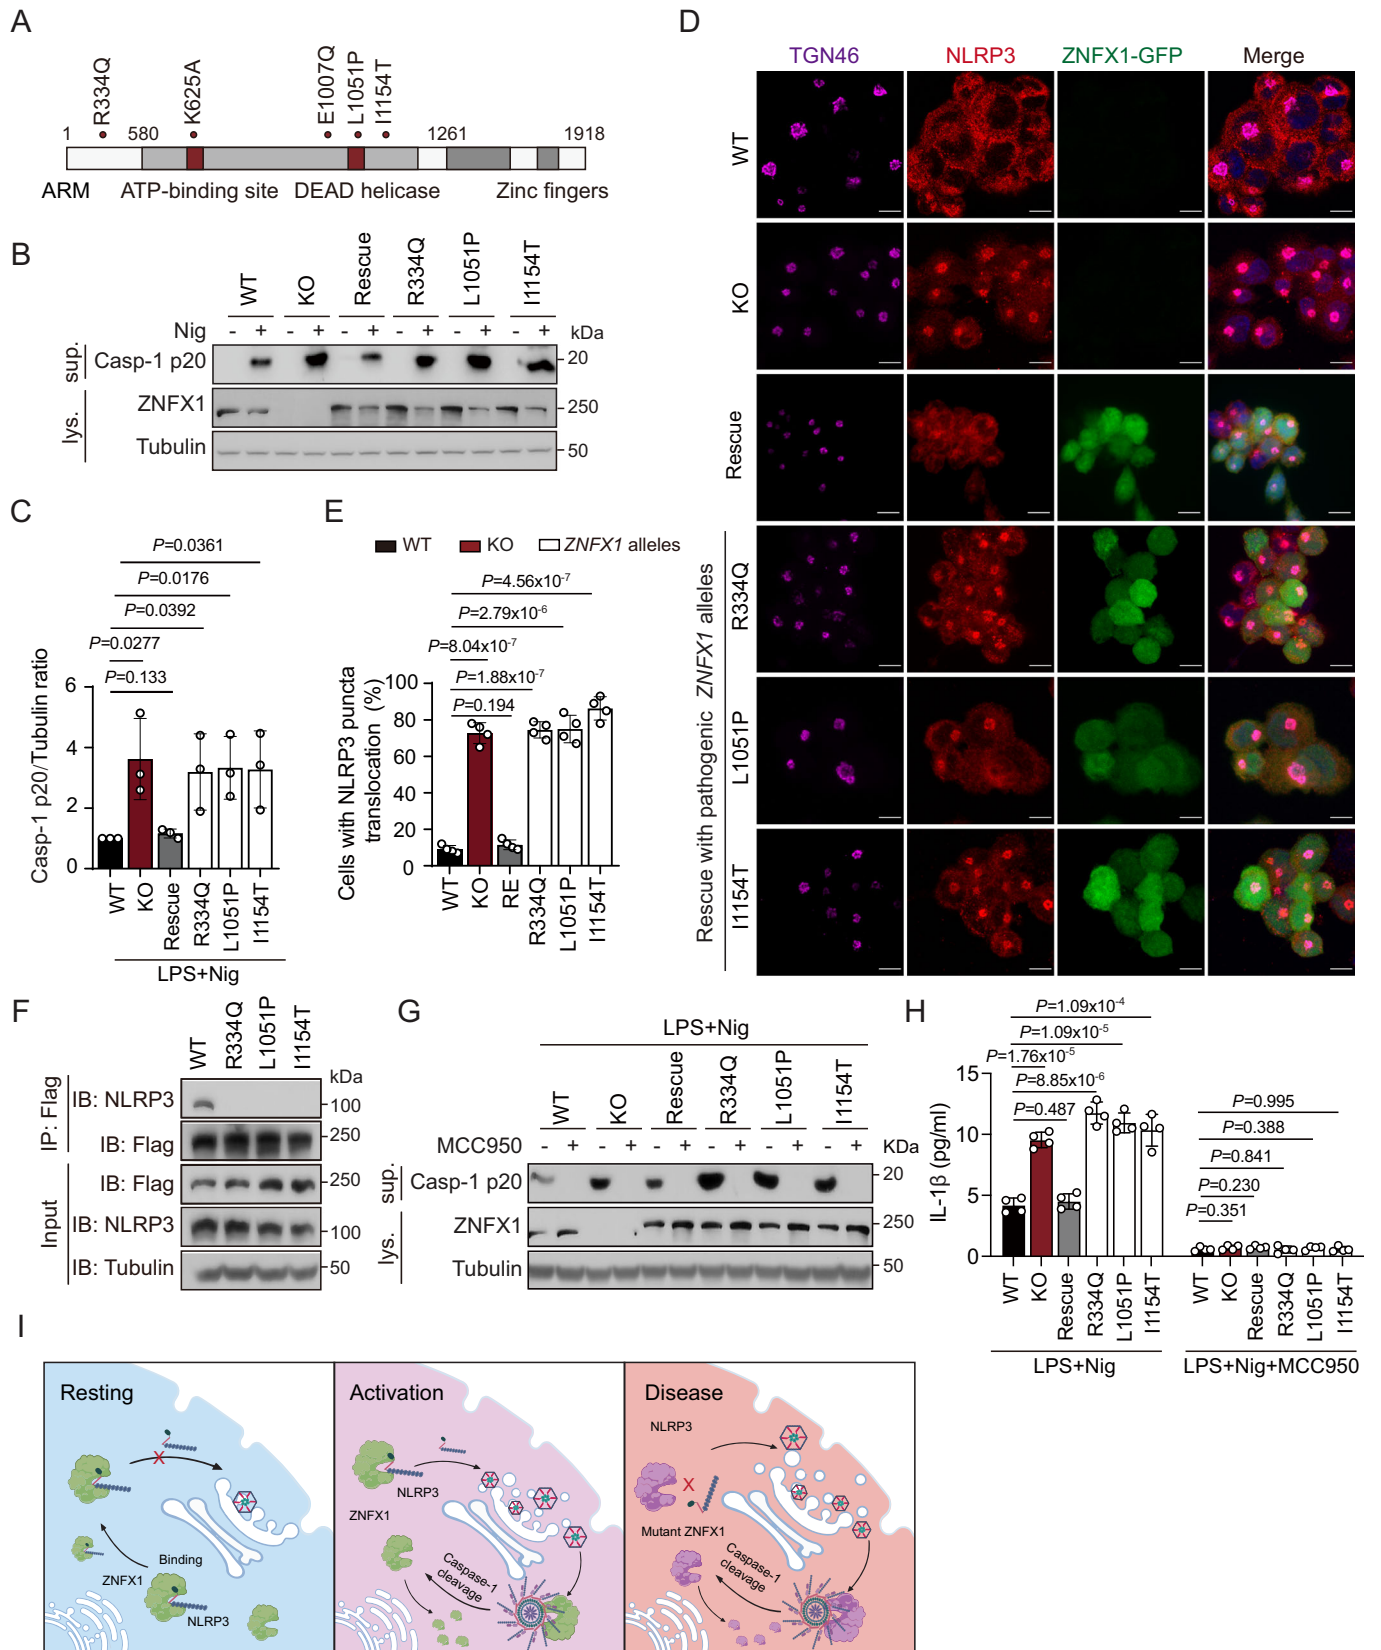 A
R334Q
K625A
E1007Q
L1051P
I1154T
1
580
1261
1918
ARM
ATP-binding site
DEAD helicase
Zinc fingers
B
WT
KO
Rescue
R334Q
L1051P
I1154T
Nig
- + - + - + - + - + - +
kDa
sup.
Casp-1 p20
20
lys.
ZNFX1
250
Tubulin
50
C
P=0.0361
P=0.0176
P=0.0392
P=0.0277
P=0.133
Casp-1 p20/Tubulin ratio
6
4
2
0
WT
KO
Rescue
R334Q
L1051P
I1154T
LPS+Nig
E
WT
KO
ZNFX1 alleles
P=4.56x10-7
P=2.79x10-6
P=8.04x10-7
P=1.88x10-7
P=0.194
Cells with NLRP3 puncta
translocation (%)
100
80
60
40
20
0
WT
KO
RE
R334Q
L1051P
I1154T
D
TGN46
NLRP3
ZNFX1-GFP
Merge
WT
KO
Rescue
Rescue with pathogenic ZNFX1 alleles
R334Q
L1051P
I1154T
F
WT
R334Q
L1051P
I1154T
kDa
IP: Flag
IB: NLRP3
100
IB: Flag
250
Input
IB: Flag
250
IB: NLRP3
100
IB: Tubulin
50
G
LPS+Nig
WT
KO
Rescue
R334Q
L1051P
I1154T
MCC950
- + - + - + - + - + - +
KDa
sup.
Casp-1 p20
20
lys.
ZNFX1
250
Tubulin
50
H
P=1.09x10-4
P=1.09x10-5
P=1.76x10-5
P=8.85x10-6
P=0.487
P=0.995
P=0.388
P=0.841
P=0.230
P=0.351
IL-1β (pg/ml)
15
10
5
0
WT
KO
Rescue
R334Q
L1051P
I1154T
WT
KO
Rescue
R334Q
L1051P
I1154T
LPS+Nig
LPS+Nig+MCC950
I
Resting
X
Binding
ZNFX1
NLRP3
Activation
NLRP3
ZNFX1
Caspase-1
cleavage
Disease
NLRP3
X
Mutant ZNFX1
Caspase-1
cleavage